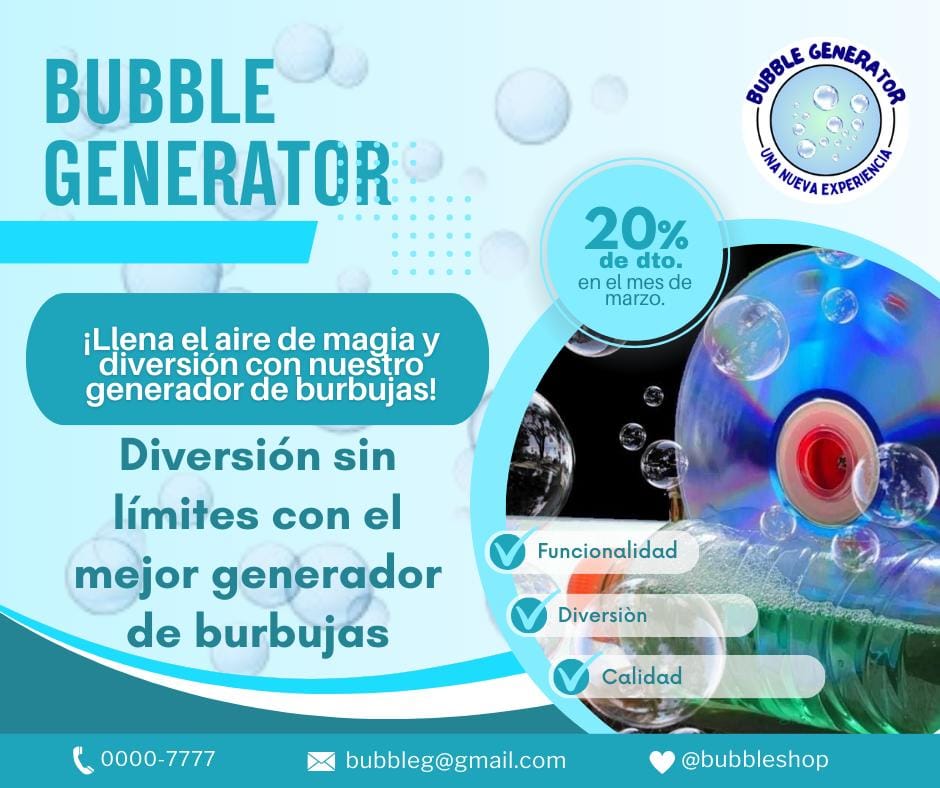 BUBBLE
GENERATOR
BUBBLE GENERATOR
UNA NUEVA EXPERIENCIA
20%
de dto.
en el mes de
marzo.
¡Llena el aire de magia y
diversión con nuestro
generador de burbujas!
Diversión sin
límites con el
mejor generador
de burbujas
Funcionalidad
Diversiòn
Calidad
0000-7777
bubbleg@gmail.com
@bubbleshop